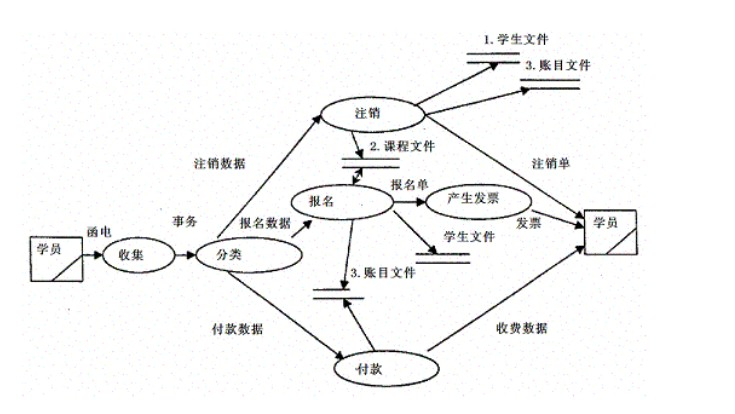 1.学生文件
3.账目文件
注销
2.课程文件
注销数据
注销单
报名单
报名
产生发票
事务
报名数据
发票
学员
函电
学生文件
学员
收集
分类
3.账目文件
付款数据
收费数据
付款